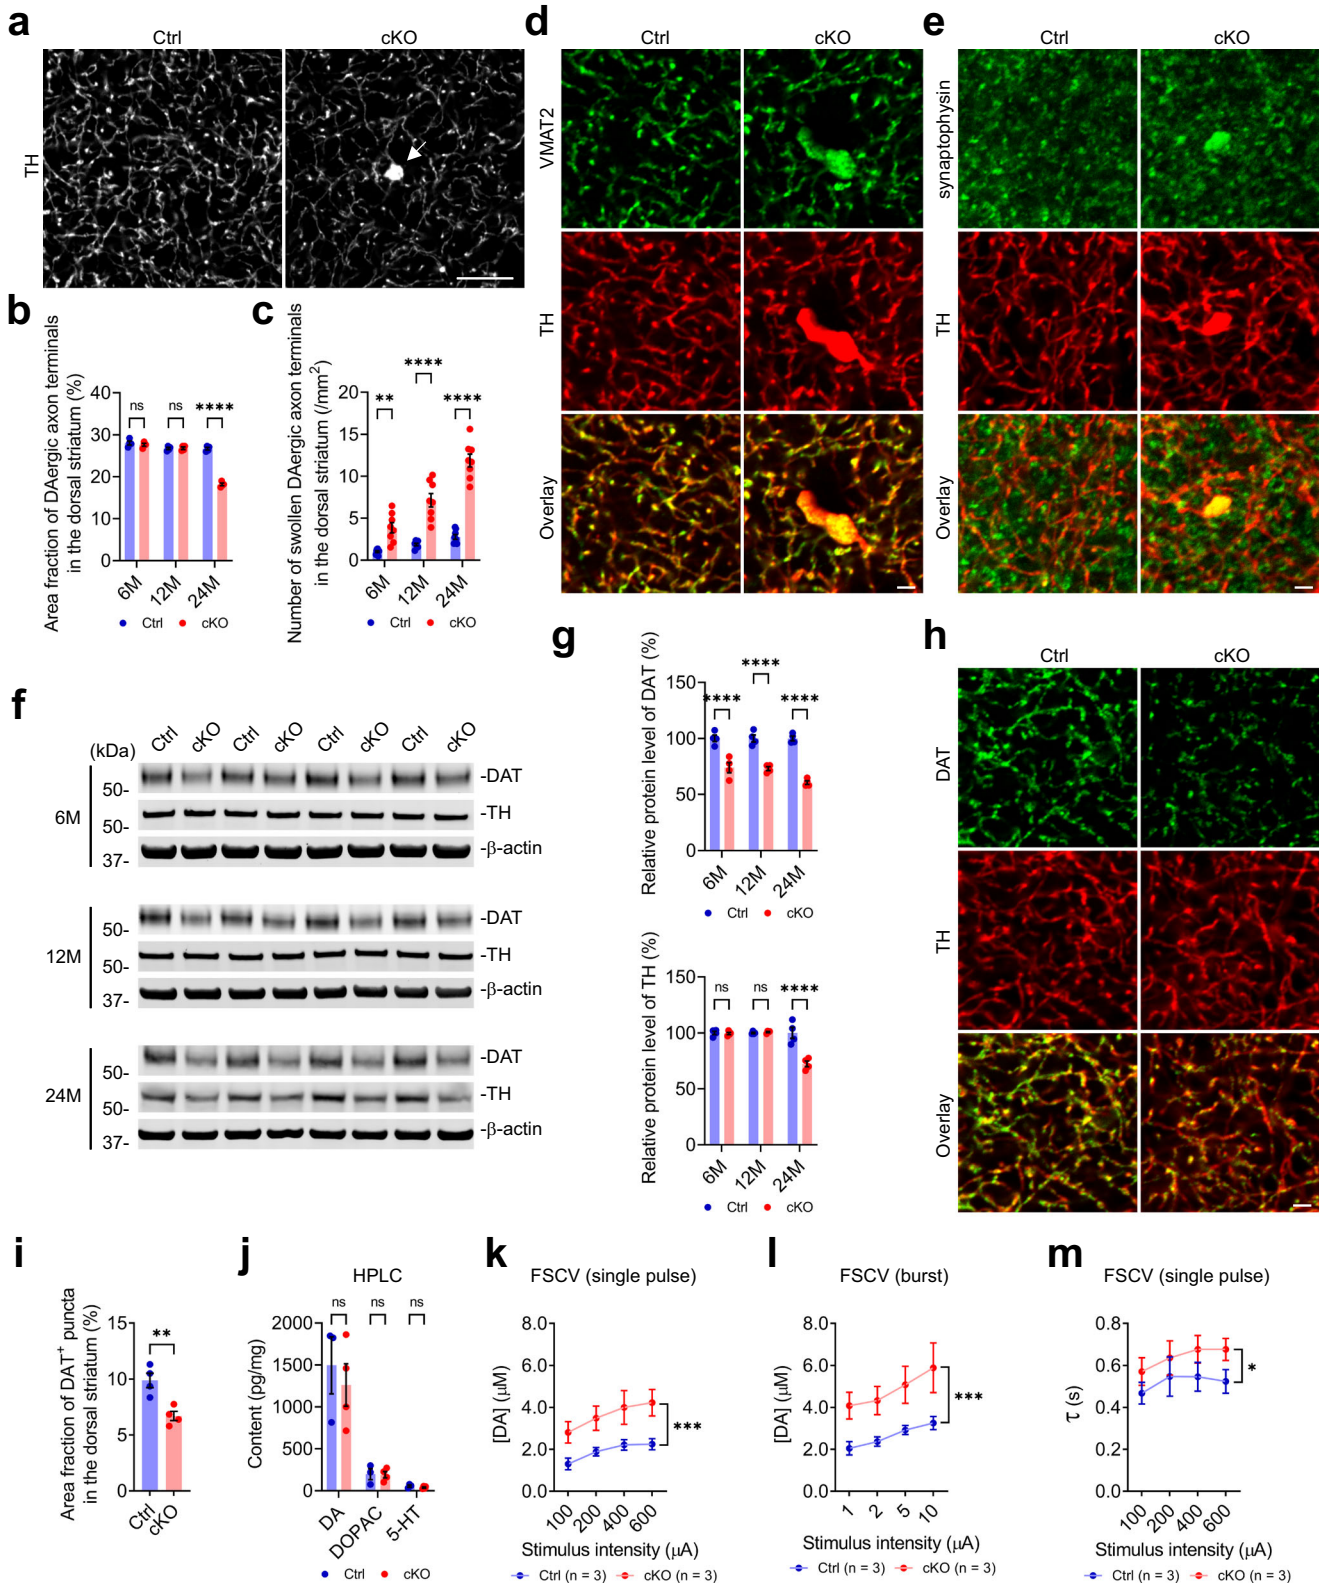 a
Ctrl
cKO
TH
b
Area fraction of DAergic axon terminals
in the dorsal striatum (%)
40
30
20
10
0
ns
ns
****
6M
12M
24M
Ctrl
cKO
c
Number of swollen DAergic axon terminals
in the dorsal striatum (/mm²)
20
15
10
5
0
**
****
****
6M
12M
24M
Ctrl
cKO
d
Ctrl
cKO
VMAT2
TH
Overlay
e
Ctrl
cKO
synaptophysin
TH
Overlay
f
(kDa)
Ctrl
cKO
Ctrl
cKO
Ctrl
cKO
Ctrl
cKO
6M
50-
50-
37-
-DAT
-TH
-β-actin
12M
50-
50-
37-
-DAT
-TH
-β-actin
24M
50-
50-
37-
-DAT
-TH
-β-actin
g
Relative protein level of DAT (%)
150
100
50
0
****
****
****
6M
12M
24M
Ctrl
cKO
Relative protein level of TH (%)
150
100
50
0
ns
ns
****
6M
12M
24M
Ctrl
cKO
h
Ctrl
cKO
DAT
TH
Overlay
i
Area fraction of DAT⁺ puncta
in the dorsal striatum (%)
15
10
5
0
**
Ctrl
cKO
j
HPLC
Content (pg/mg)
2000
1500
1000
500
0
ns
ns
ns
DA
DOPAC
5-HT
Ctrl
cKO
k
FSCV (single pulse)
[DA] (μM)
8.0
6.0
4.0
2.0
0.0
***
100
200
400
600
Stimulus intensity (μA)
Ctrl (n = 3)
cKO (n = 3)
l
FSCV (burst)
[DA] (μM)
8.0
6.0
4.0
2.0
0.0
***
1
2
5
10
Stimulus intensity (μA)
Ctrl (n = 3)
cKO (n = 3)
m
FSCV (single pulse)
τ (s)
0.8
0.6
0.4
0.2
0.0
*
100
200
400
600
Stimulus intensity (μA)
Ctrl (n = 3)
cKO (n = 3)